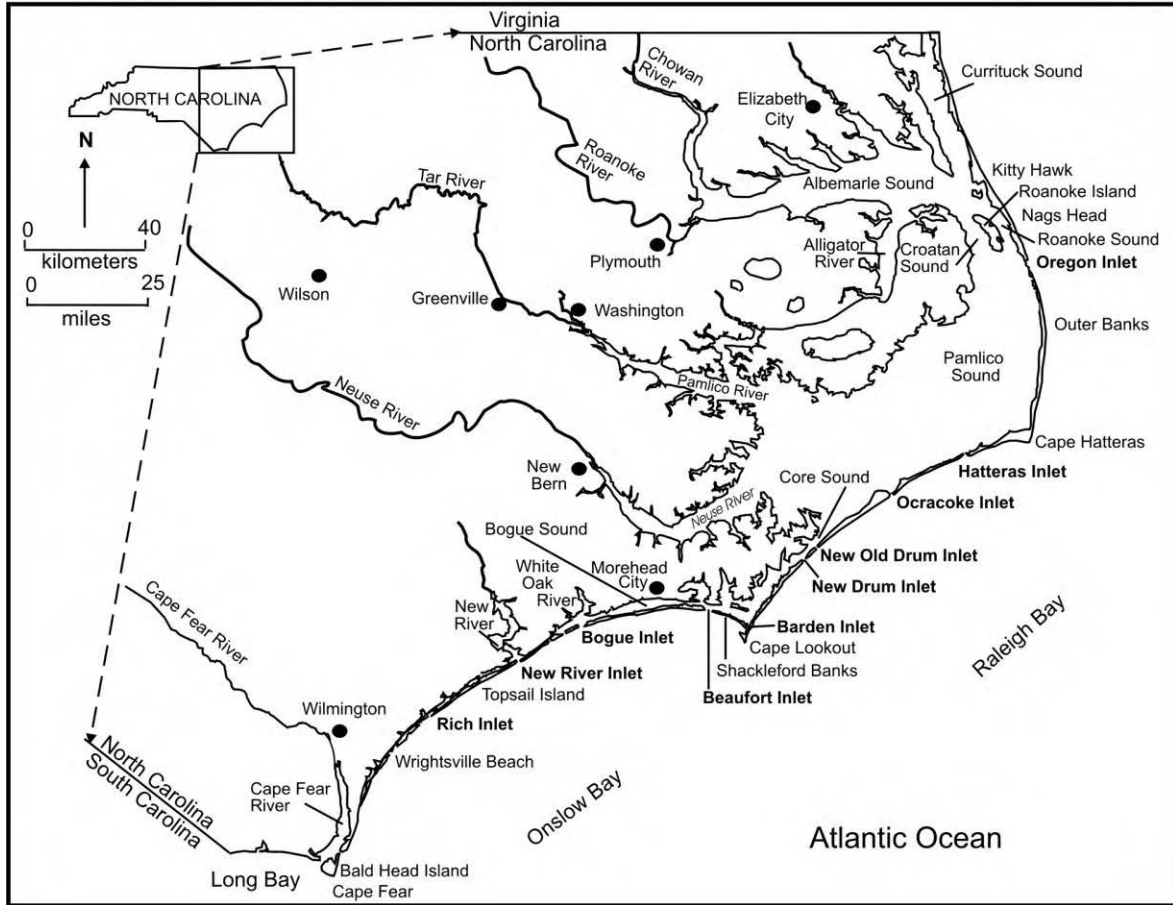 Virginia
North Carolina
NORTH CAROLINA
N
0 40
kilometers
0 25
miles
Chowan
River
Elizabeth
City
Currituck Sound
Roanoke
River
Tar River
Albemarle Sound
Kitty Hawk
Roanoke Island
Nags Head
Roanoke Sound
Oregon Inlet
Alligator
River
Croatan
Sound
Plymouth
Wilson
Greenville
Washington
Outer Banks
Pamlico
Sound
Pamlico River
Neuse River
Cape Hatteras
Hatteras Inlet
New
Bern
Core Sound
Ocracoke Inlet
Neuse River
Bogue Sound
New Old Drum Inlet
New Drum Inlet
White
Oak
River
Morehead
City
New
River
Cape Fear River
Bogue Inlet
Barden Inlet
Cape Lookout
Shackleford Banks
Beaufort Inlet
Raleigh Bay
New River Inlet
Topsail Island
Rich Inlet
Wilmington
Wrightsville Beach
North Carolina
South Carolina
Cape Fear
River
Onslow Bay
Atlantic Ocean
Long Bay
Bald Head Island
Cape Fear